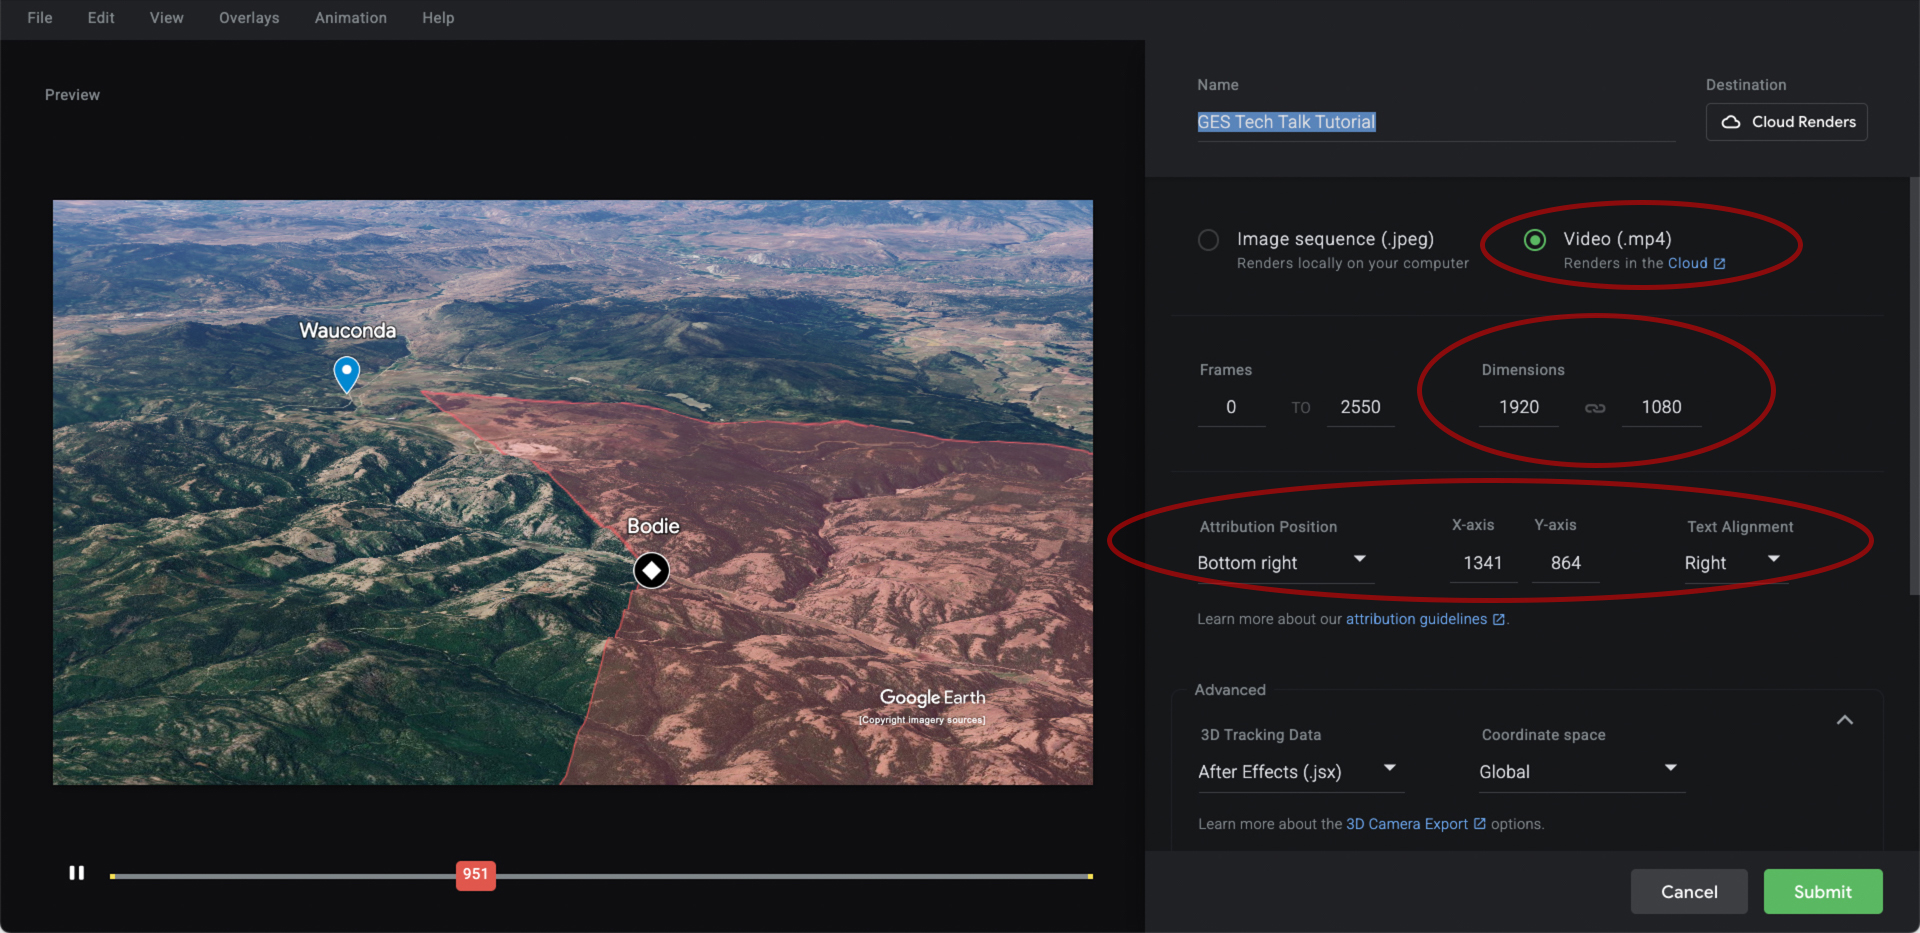 File Edit View Overlays Animation Help
Preview
Wauconda
Bodie
Google Earth
[Copyright imagery sources]
951
Name
GES Tech Talk Tutorial
Destination
Cloud Renders
Image sequence (.jpeg)
Renders locally on your computer
Video (.mp4)
Renders in the Cloud
Frames
0 TO 2550
Dimensions
1920 1080
Attribution Position X-axis Y-axis Text Alignment
Bottom right 1341 864 Right
Learn more about our attribution guidelines .
Advanced
3D Tracking Data Coordinate space
After Effects (.jsx) Global
Learn more about the 3D Camera Export options.
Cancel Submit